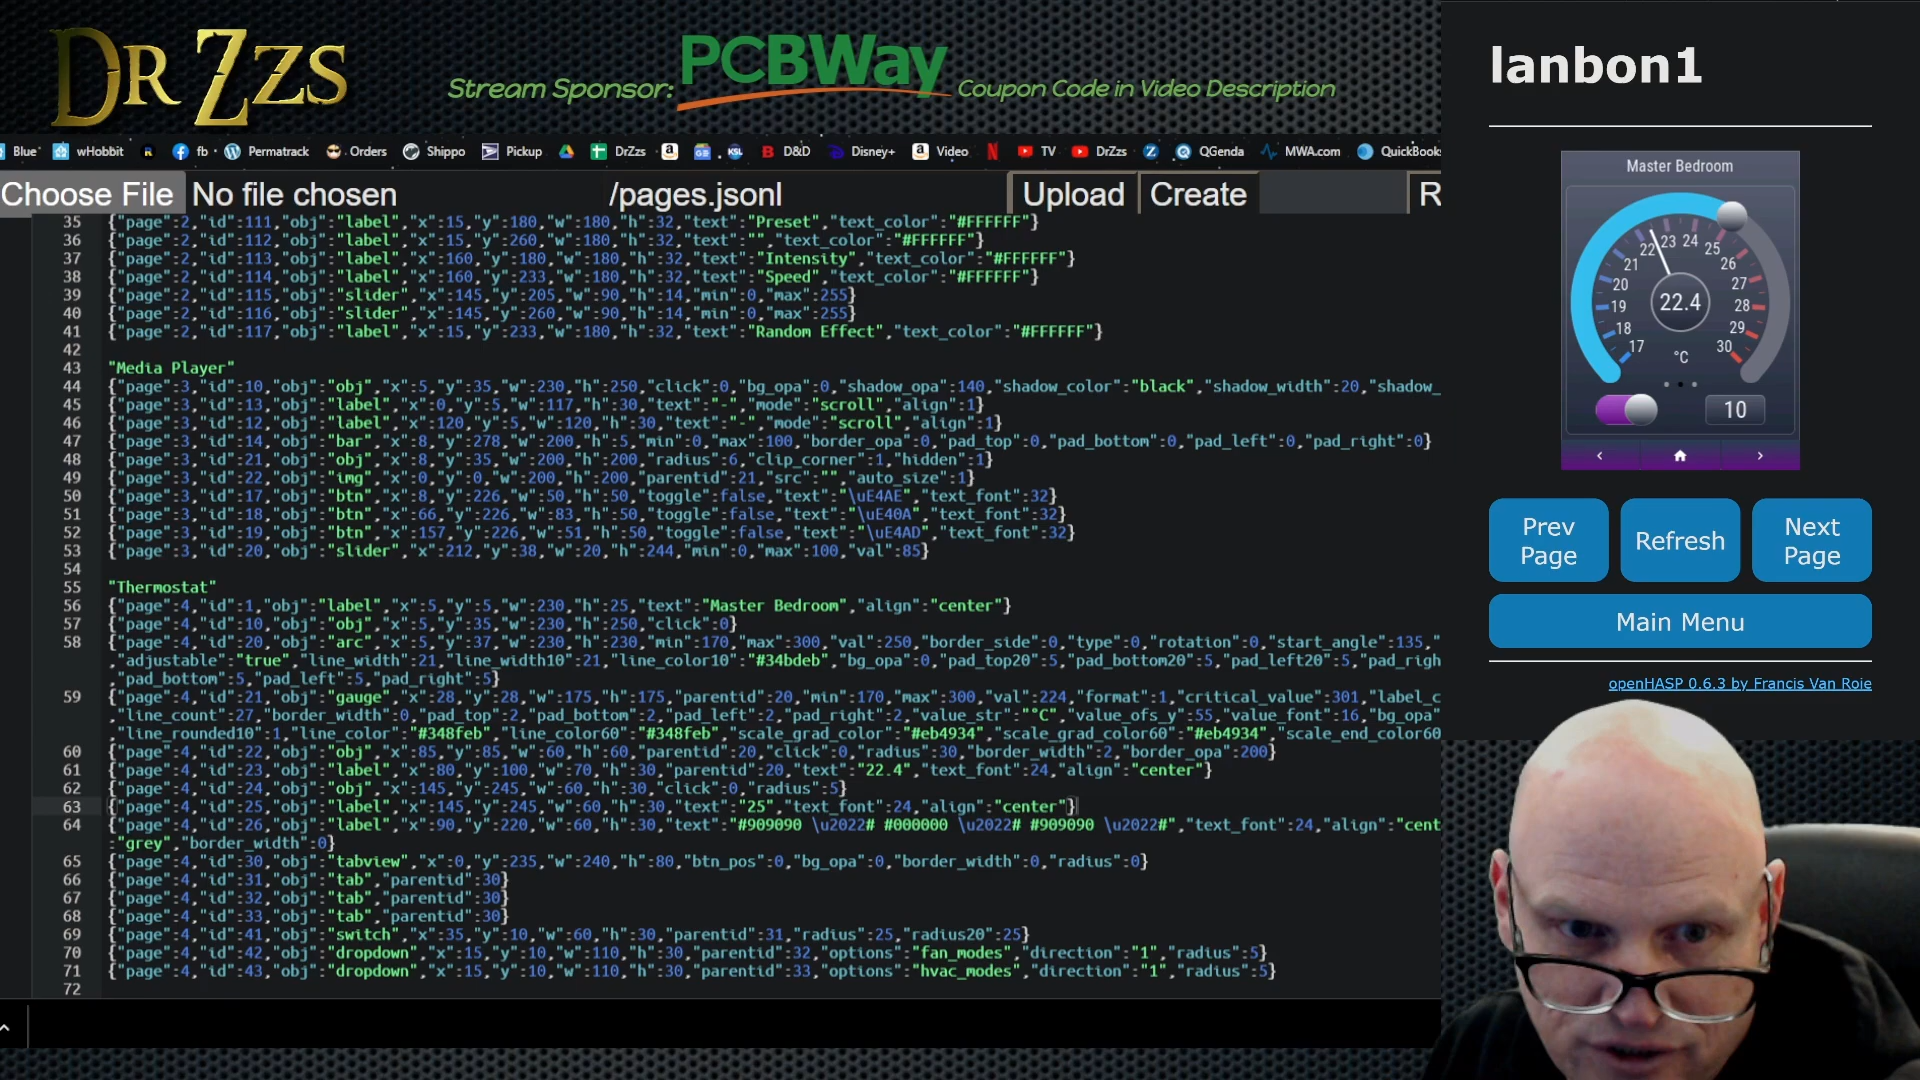 DR ZZS
Stream Sponsor: PCBWay Coupon Code in Video Description
Blue wHobbit fb Permatrack Orders Shippo Pickup DrZzs D&D Disney+ Video TV DrZzs QGenda MWA.com QuickBooks
Choose File No file chosen /pages.jsonl Upload Create R
35 {"page":2,"id":111,"obj":"label","x":15,"y":180,"w":180,"h":32,"text":"Preset","text_color":"#FFFFFF"}
36 {"page":2,"id":112,"obj":"label","x":15,"y":260,"w":180,"h":32,"text":"","text_color":"#FFFFFF"}
37 {"page":2,"id":113,"obj":"label","x":160,"y":180,"w":180,"h":32,"text":"Intensity","text_color":"#FFFFFF"}
38 {"page":2,"id":114,"obj":"label","x":160,"y":233,"w":180,"h":32,"text":"Speed","text_color":"#FFFFFF"}
39 {"page":2,"id":115,"obj":"slider","x":145,"y":205,"w":90,"h":14,"min":0,"max":255}
40 {"page":2,"id":116,"obj":"slider","x":145,"y":260,"w":90,"h":14,"min":0,"max":255}
41 {"page":2,"id":117,"obj":"label","x":15,"y":233,"w":180,"h":32,"text":"Random Effect","text_color":"#FFFFFF"}
42
43 "Media Player"
44 {"page":3,"id":10,"obj":"obj","x":5,"y":35,"w":230,"h":250,"click":0,"bg_opa":0,"shadow_opa":140,"shadow_color":"black","shadow_width":20,"shadow_
45 {"page":3,"id":13,"obj":"label","x":0,"y":5,"w":117,"h":30,"text":"-","mode":"scroll","align":1}
46 {"page":3,"id":12,"obj":"label","x":120,"y":5,"w":120,"h":30,"text":"-","mode":"scroll","align":1}
47 {"page":3,"id":14,"obj":"bar","x":8,"y":278,"w":200,"h":5,"min":0,"max":100,"border_opa":0,"pad_top":0,"pad_bottom":0,"pad_left":0,"pad_right":0}
48 {"page":3,"id":21,"obj":"obj","x":8,"y":35,"w":200,"h":200,"radius":6,"clip_corner":1,"hidden":1}
49 {"page":3,"id":22,"obj":"img","x":0,"y":0,"w":200,"h":200,"parentid":21,"src":"","auto_size":1}
50 {"page":3,"id":17,"obj":"btn","x":8,"y":226,"w":50,"h":50,"toggle":false,"text":"\uE4AE","text_font":32}
51 {"page":3,"id":18,"obj":"btn","x":66,"y":226,"w":83,"h":50,"toggle":false,"text":"\uE40A","text_font":32}
52 {"page":3,"id":19,"obj":"btn","x":157,"y":226,"w":51,"h":50,"toggle":false,"text":"\uE4AD","text_font":32}
53 {"page":3,"id":20,"obj":"slider","x":212,"y":38,"w":20,"h":244,"min":0,"max":100,"val":85}
54
55 "Thermostat"
56 {"page":4,"id":1,"obj":"label","x":5,"y":5,"w":230,"h":25,"text":"Master Bedroom","align":"center"}
57 {"page":4,"id":10,"obj":"obj","x":5,"y":35,"w":230,"h":250,"click":0}
58 {"page":4,"id":20,"obj":"arc","x":5,"y":37,"w":230,"h":230,"min":170,"max":300,"val":250,"border_side":0,"type":0,"rotation":0,"start_angle":135,"
,"adjustable":"true","line_width":21,"line_width10":21,"line_color10":"#34bdeb","bg_opa":0,"pad_top20":5,"pad_bottom20":5,"pad_left20":5,"pad_righ
,"pad_bottom":5,"pad_left":5,"pad_right":5}
59 {"page":4,"id":21,"obj":"gauge","x":28,"y":28,"w":175,"h":175,"parentid":20,"min":170,"max":300,"val":224,"format":1,"critical_value":301,"label_c
,"line_count":27,"border_width":0,"pad_top":2,"pad_bottom":2,"pad_left":2,"pad_right":2,"value_str":"°C","value_ofs_y":55,"value_font":16,"bg_opa"
"line_rounded10":1,"line_color":"#348feb","line_color60":"#348feb","scale_grad_color":"#eb4934","scale_grad_color60":"#eb4934","scale_end_color60
60 {"page":4,"id":22,"obj":"obj","x":85,"y":85,"w":60,"h":60,"parentid":20,"click":0,"radius":30,"border_width":2,"border_opa":200}
61 {"page":4,"id":23,"obj":"label","x":80,"y":100,"w":70,"h":30,"parentid":20,"text":"22.4","text_font":24,"align":"center"}
62 {"page":4,"id":24,"obj":"obj","x":145,"y":245,"w":60,"h":30,"click":0,"radius":5}
63 {"page":4,"id":25,"obj":"label","x":145,"y":245,"w":60,"h":30,"text":"25","text_font":24,"align":"center"}
64 {"page":4,"id":26,"obj":"label","x":90,"y":220,"w":60,"h":30,"text":"#909090 \u2022# #000000 \u2022# #909090 \u2022#","text_font":24,"align":"cent
:"grey","border_width":0}
65 {"page":4,"id":30,"obj":"tabview","x":0,"y":235,"w":240,"h":80,"btn_pos":0,"bg_opa":0,"border_width":0,"radius":0}
66 {"page":4,"id":31,"obj":"tab","parentid":30}
67 {"page":4,"id":32,"obj":"tab","parentid":30}
68 {"page":4,"id":33,"obj":"tab","parentid":30}
69 {"page":4,"id":41,"obj":"switch","x":35,"y":10,"w":60,"h":30,"parentid":31,"radius":25,"radius20":25}
70 {"page":4,"id":42,"obj":"dropdown","x":15,"y":10,"w":110,"h":30,"parentid":32,"options":"fan_modes","direction":"1","radius":5}
71 {"page":4,"id":43,"obj":"dropdown","x":15,"y":10,"w":110,"h":30,"parentid":33,"options":"hvac_modes","direction":"1","radius":5}
72
lanbon1
Master Bedroom
17 18 19 20 21 22 23 24 25 26 27 28 29 30
22.4
°C
10
Prev Page
Refresh
Next Page
Main Menu
openHASP 0.6.3 by Francis Van Roie